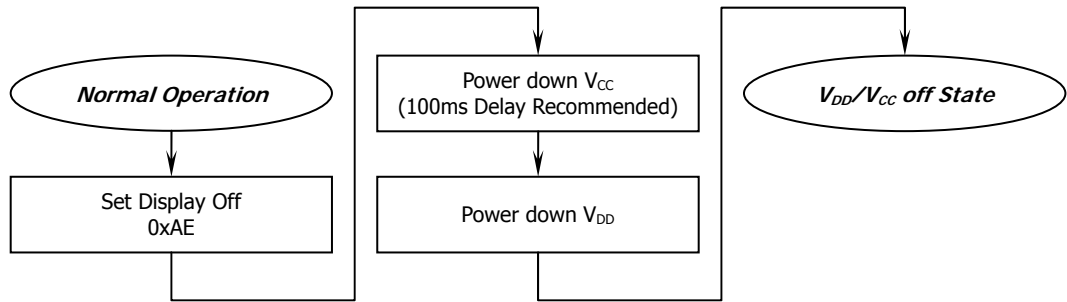 Normal Operation
Set Display Off
0xAE
Power down VCC
(100ms Delay Recommended)
Power down VDD
VDD/VCC off State